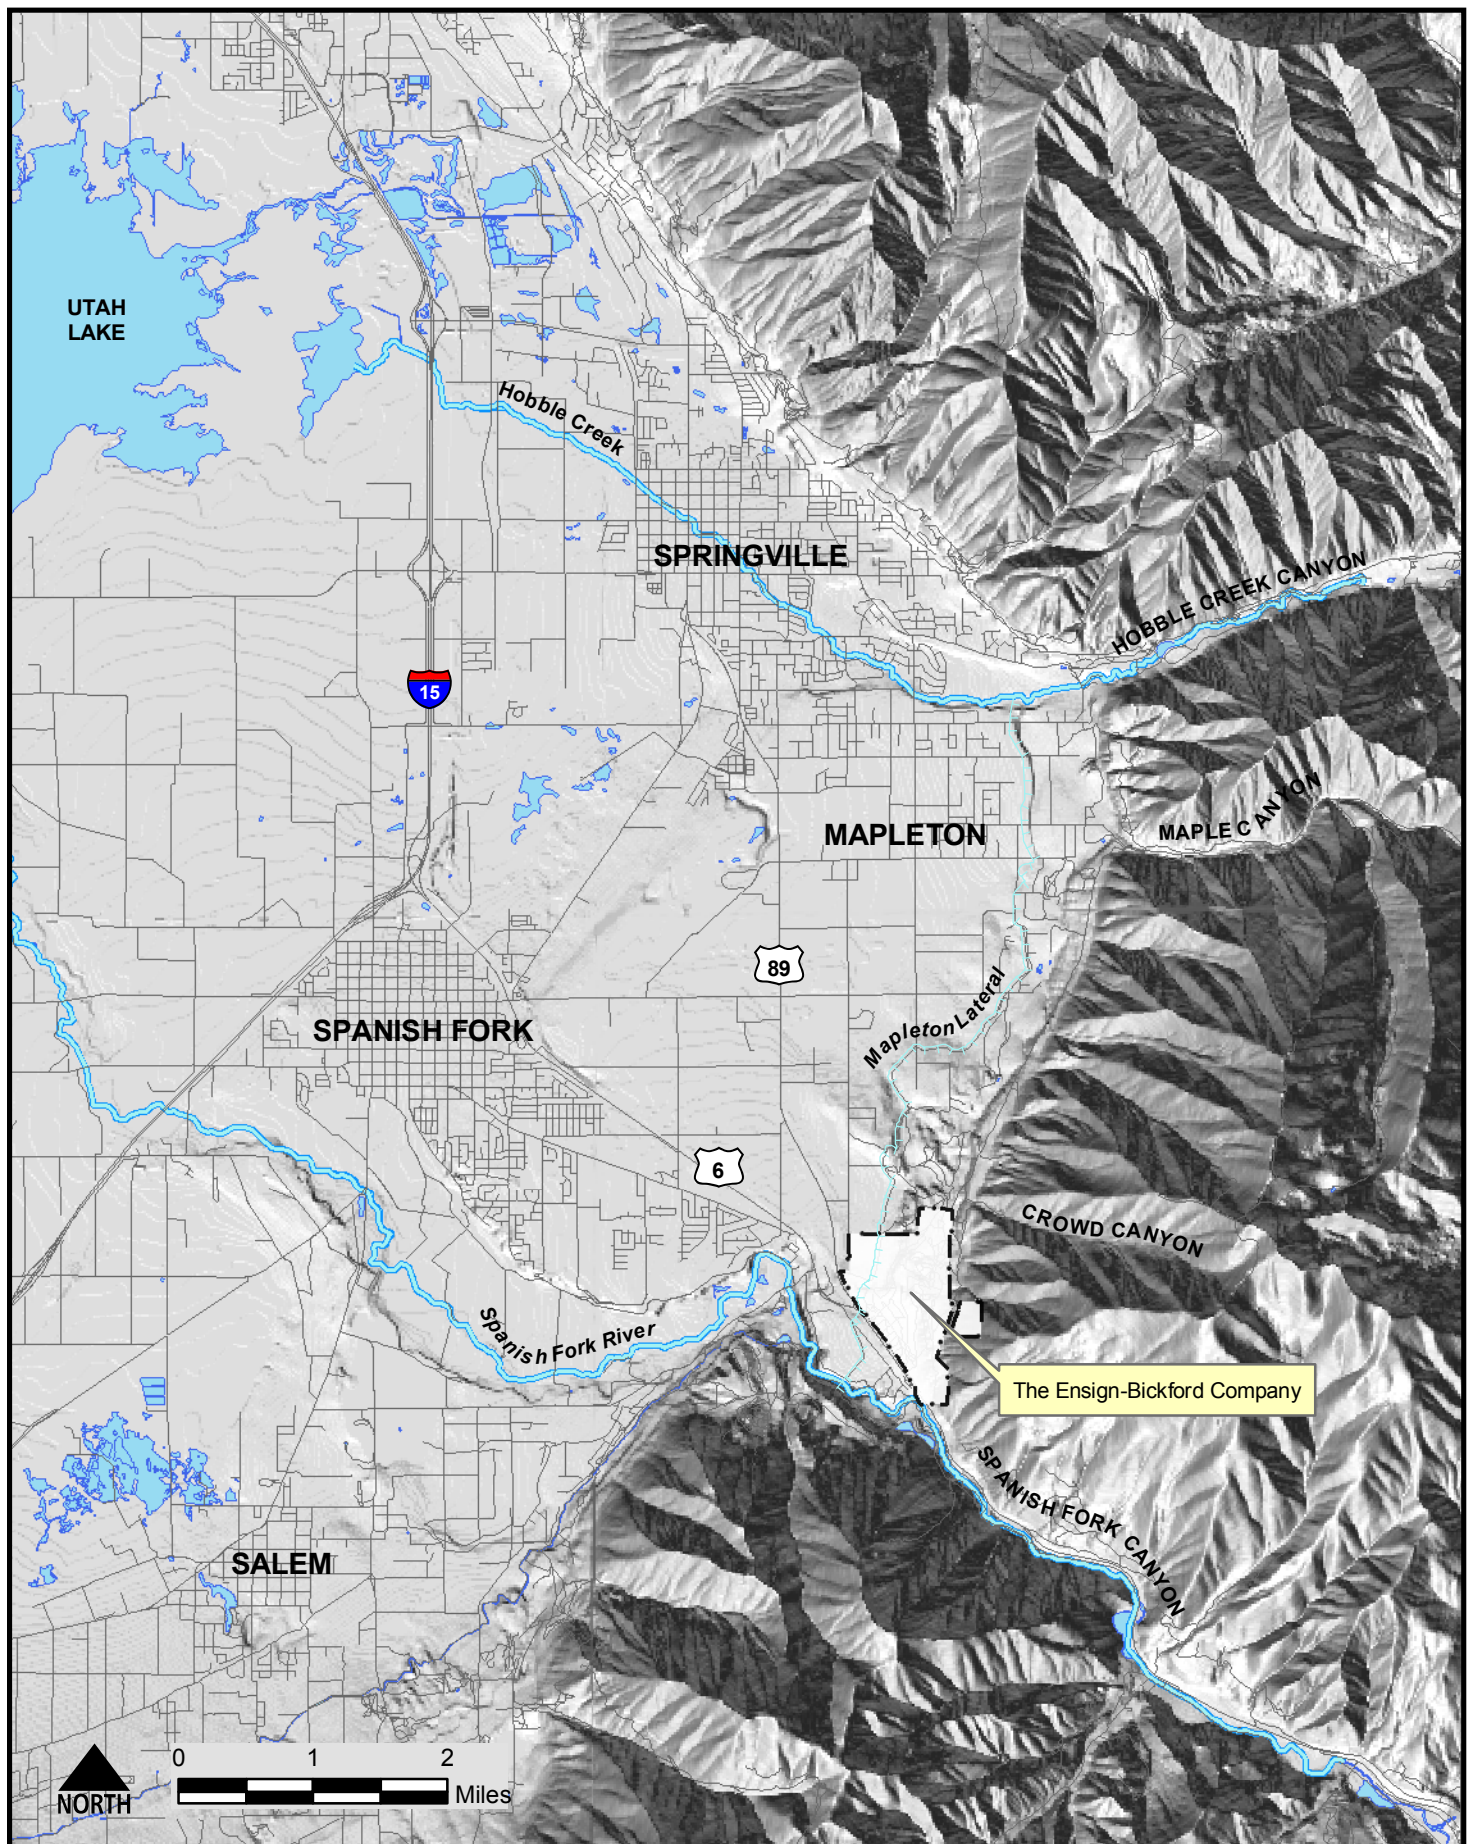 UTAH
LAKE
Hobble Creek
SPRINGVILLE
HOBBLE CREEK CANYON
15
MAPLE CANYON
MAPLETON
89
Mapleton Lateral
SPANISH FORK
6
CROWD CANYON
Spanish Fork River
The Ensign-Bickford Company
SPANISH FORK CANYON
SALEM
NORTH
0 1 2
Miles